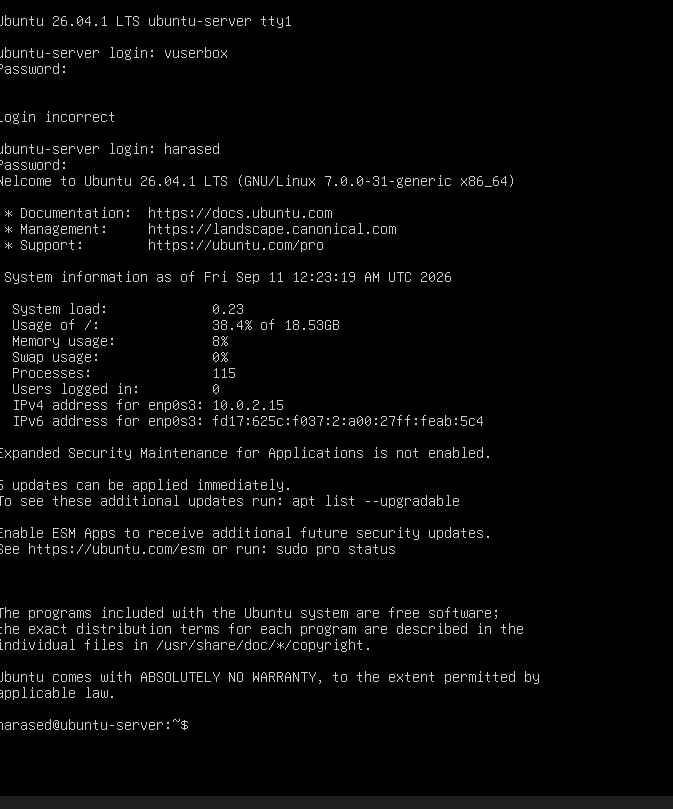 Ubuntu 26.04.1 LTS ubuntu-server tty1
ubuntu-server login: vuserbox
Password:
Login incorrect
ubuntu-server login: harased
Password:
Welcome to Ubuntu 26.04.1 LTS (GNU/Linux 7.0.0-31-generic x86_64)
* Documentation:  https://docs.ubuntu.com
* Management:     https://landscape.canonical.com
* Support:        https://ubuntu.com/pro
System information as of Fri Sep 11 12:23:19 AM UTC 2026
System load:             0.23
Usage of /:              38.4% of 18.53GB
Memory usage:            8%
Swap usage:              0%
Processes:               115
Users logged in:         0
IPv4 address for enp0s3: 10.0.2.15
IPv6 address for enp0s3: fd17:625c:f037:2:a00:27ff:feab:5c4
Expanded Security Maintenance for Applications is not enabled.
5 updates can be applied immediately.
To see these additional updates run: apt list --upgradable
Enable ESM Apps to receive additional future security updates.
See https://ubuntu.com/esm or run: sudo pro status
The programs included with the Ubuntu system are free software;
the exact distribution terms for each program are described in the
individual files in /usr/share/doc/*/copyright.
Ubuntu comes with ABSOLUTELY NO WARRANTY, to the extent permitted by
applicable law.
harased@ubuntu-server:~$